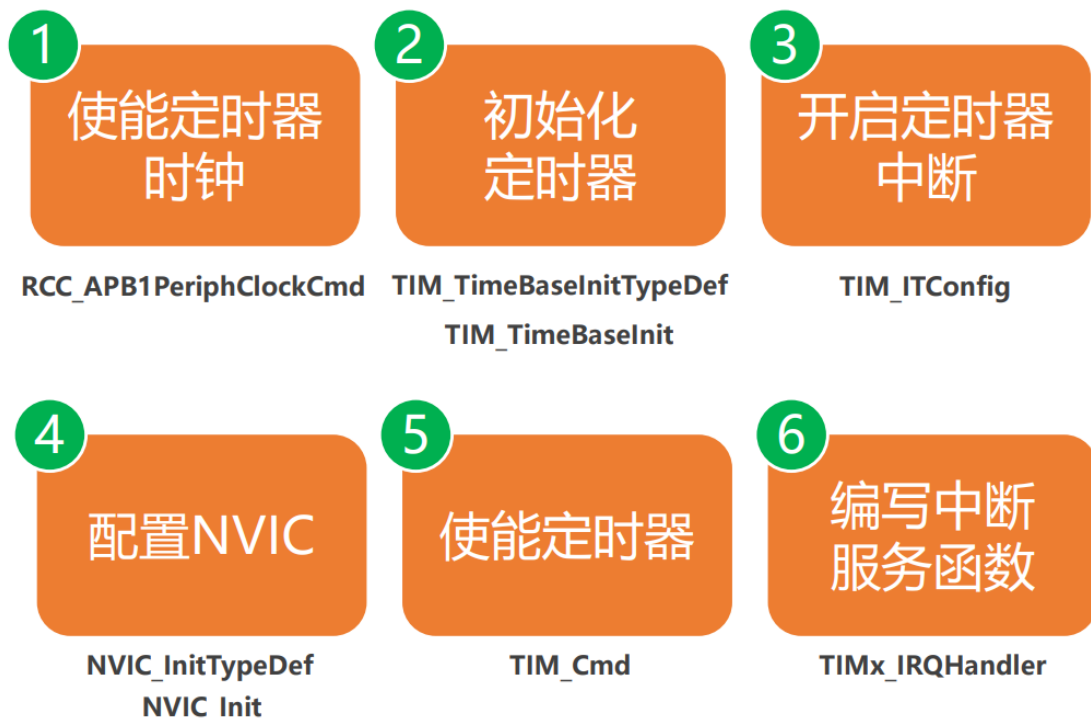 1
使能定时器
时钟
RCC_APB1PeriphClockCmd
2
初始化
定时器
TIM_TimeBaseInitTypeDef
TIM_TimeBaseInit
3
开启定时器
中断
TIM_ITConfig
4
配置NVIC
NVIC_InitTypeDef
NVIC Init
5
使能定时器
TIM_Cmd
6
编写中断
服务函数
TIMx_IRQHandler